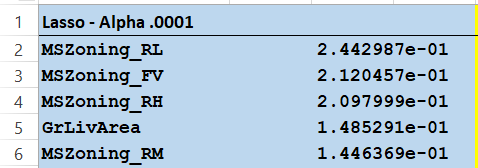 1 Lasso - Alpha .0001
2 MSZoning_RL 2.442987e-01
3 MSZoning_FV 2.120457e-01
4 MSZoning_RH 2.097999e-01
5 GrLivArea 1.485291e-01
6 MSZoning_RM 1.446369e-01